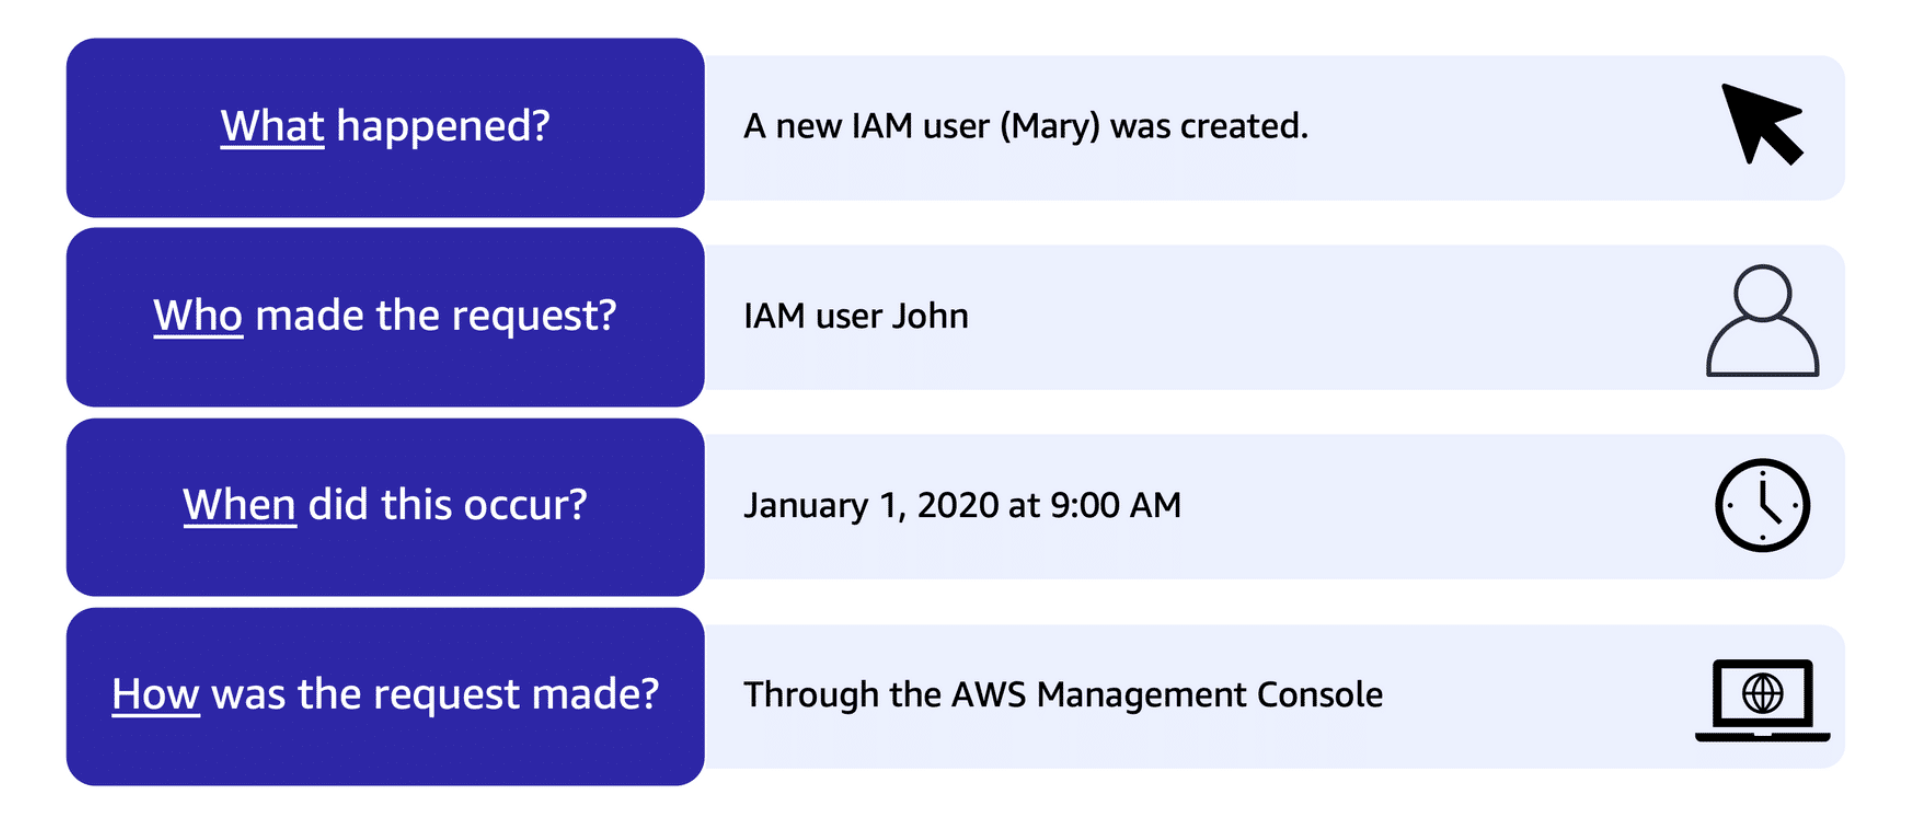 What happened?
A new IAM user (Mary) was created.
Who made the request?
IAM user John
When did this occur?
January 1, 2020 at 9:00 AM
How was the request made?
Through the AWS Management Console